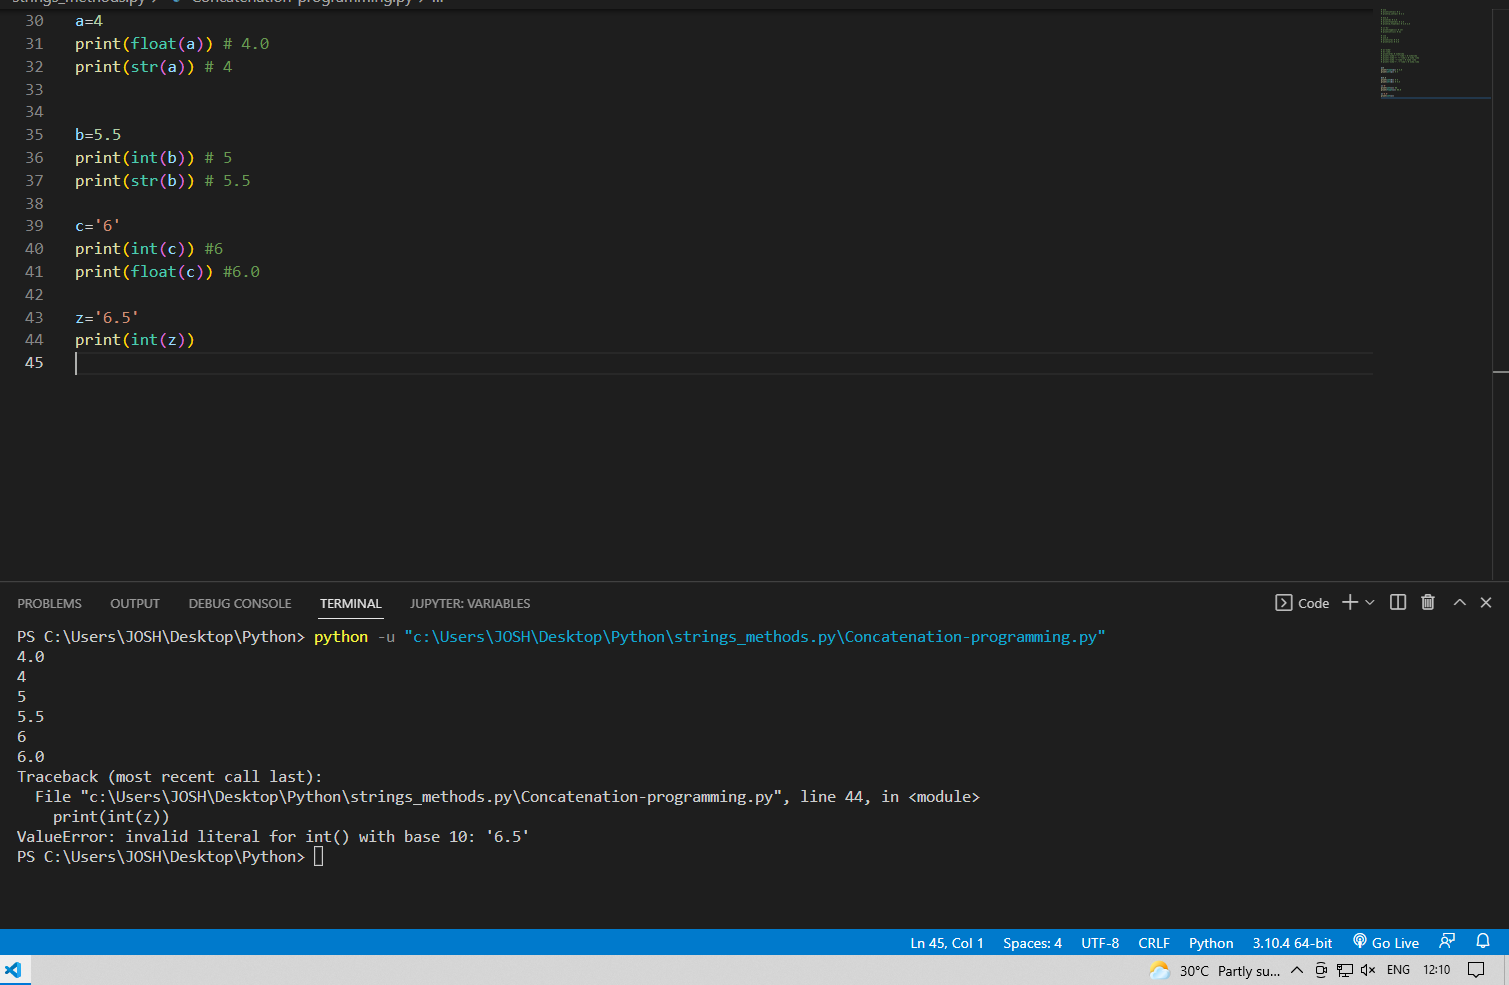 30 a=4
31 print(float(a)) # 4.0
32 print(str(a)) # 4
33
34
35 b=5.5
36 print(int(b)) # 5
37 print(str(b)) # 5.5
38
39 c='6'
40 print(int(c)) #6
41 print(float(c)) #6.0
42
43 z='6.5'
44 print(int(z))
45
PROBLEMS OUTPUT DEBUG CONSOLE TERMINAL JUPYTER: VARIABLES Code
PS C:\Users\JOSH\Desktop\Python> python -u "c:\Users\JOSH\Desktop\Python\strings_methods.py\Concatenation-programming.py"
4.0
4
5
5.5
6
6.0
Traceback (most recent call last):
File "c:\Users\JOSH\Desktop\Python\strings_methods.py\Concatenation-programming.py", line 44, in <module>
print(int(z))
ValueError: invalid literal for int() with base 10: '6.5'
PS C:\Users\JOSH\Desktop\Python>
Ln 45, Col 1 Spaces: 4 UTF-8 CRLF Python 3.10.4 64-bit Go Live
30°C Partly su... ENG 12:10